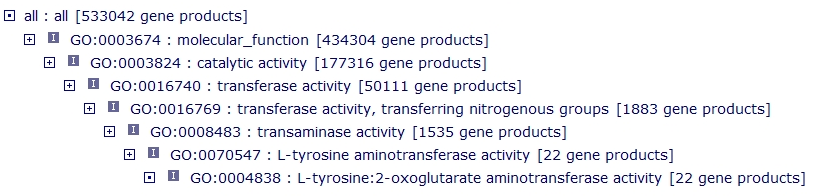 all : all [533042 gene products]
I GO:0003674 : molecular_function [434304 gene products]
I GO:0003824 : catalytic activity [177316 gene products]
I GO:0016740 : transferase activity [50111 gene products]
I GO:0016769 : transferase activity, transferring nitrogenous groups [1883 gene products]
I GO:0008483 : transaminase activity [1535 gene products]
I GO:0070547 : L-tyrosine aminotransferase activity [22 gene products]
I GO:0004838 : L-tyrosine:2-oxoglutarate aminotransferase activity [22 gene products]